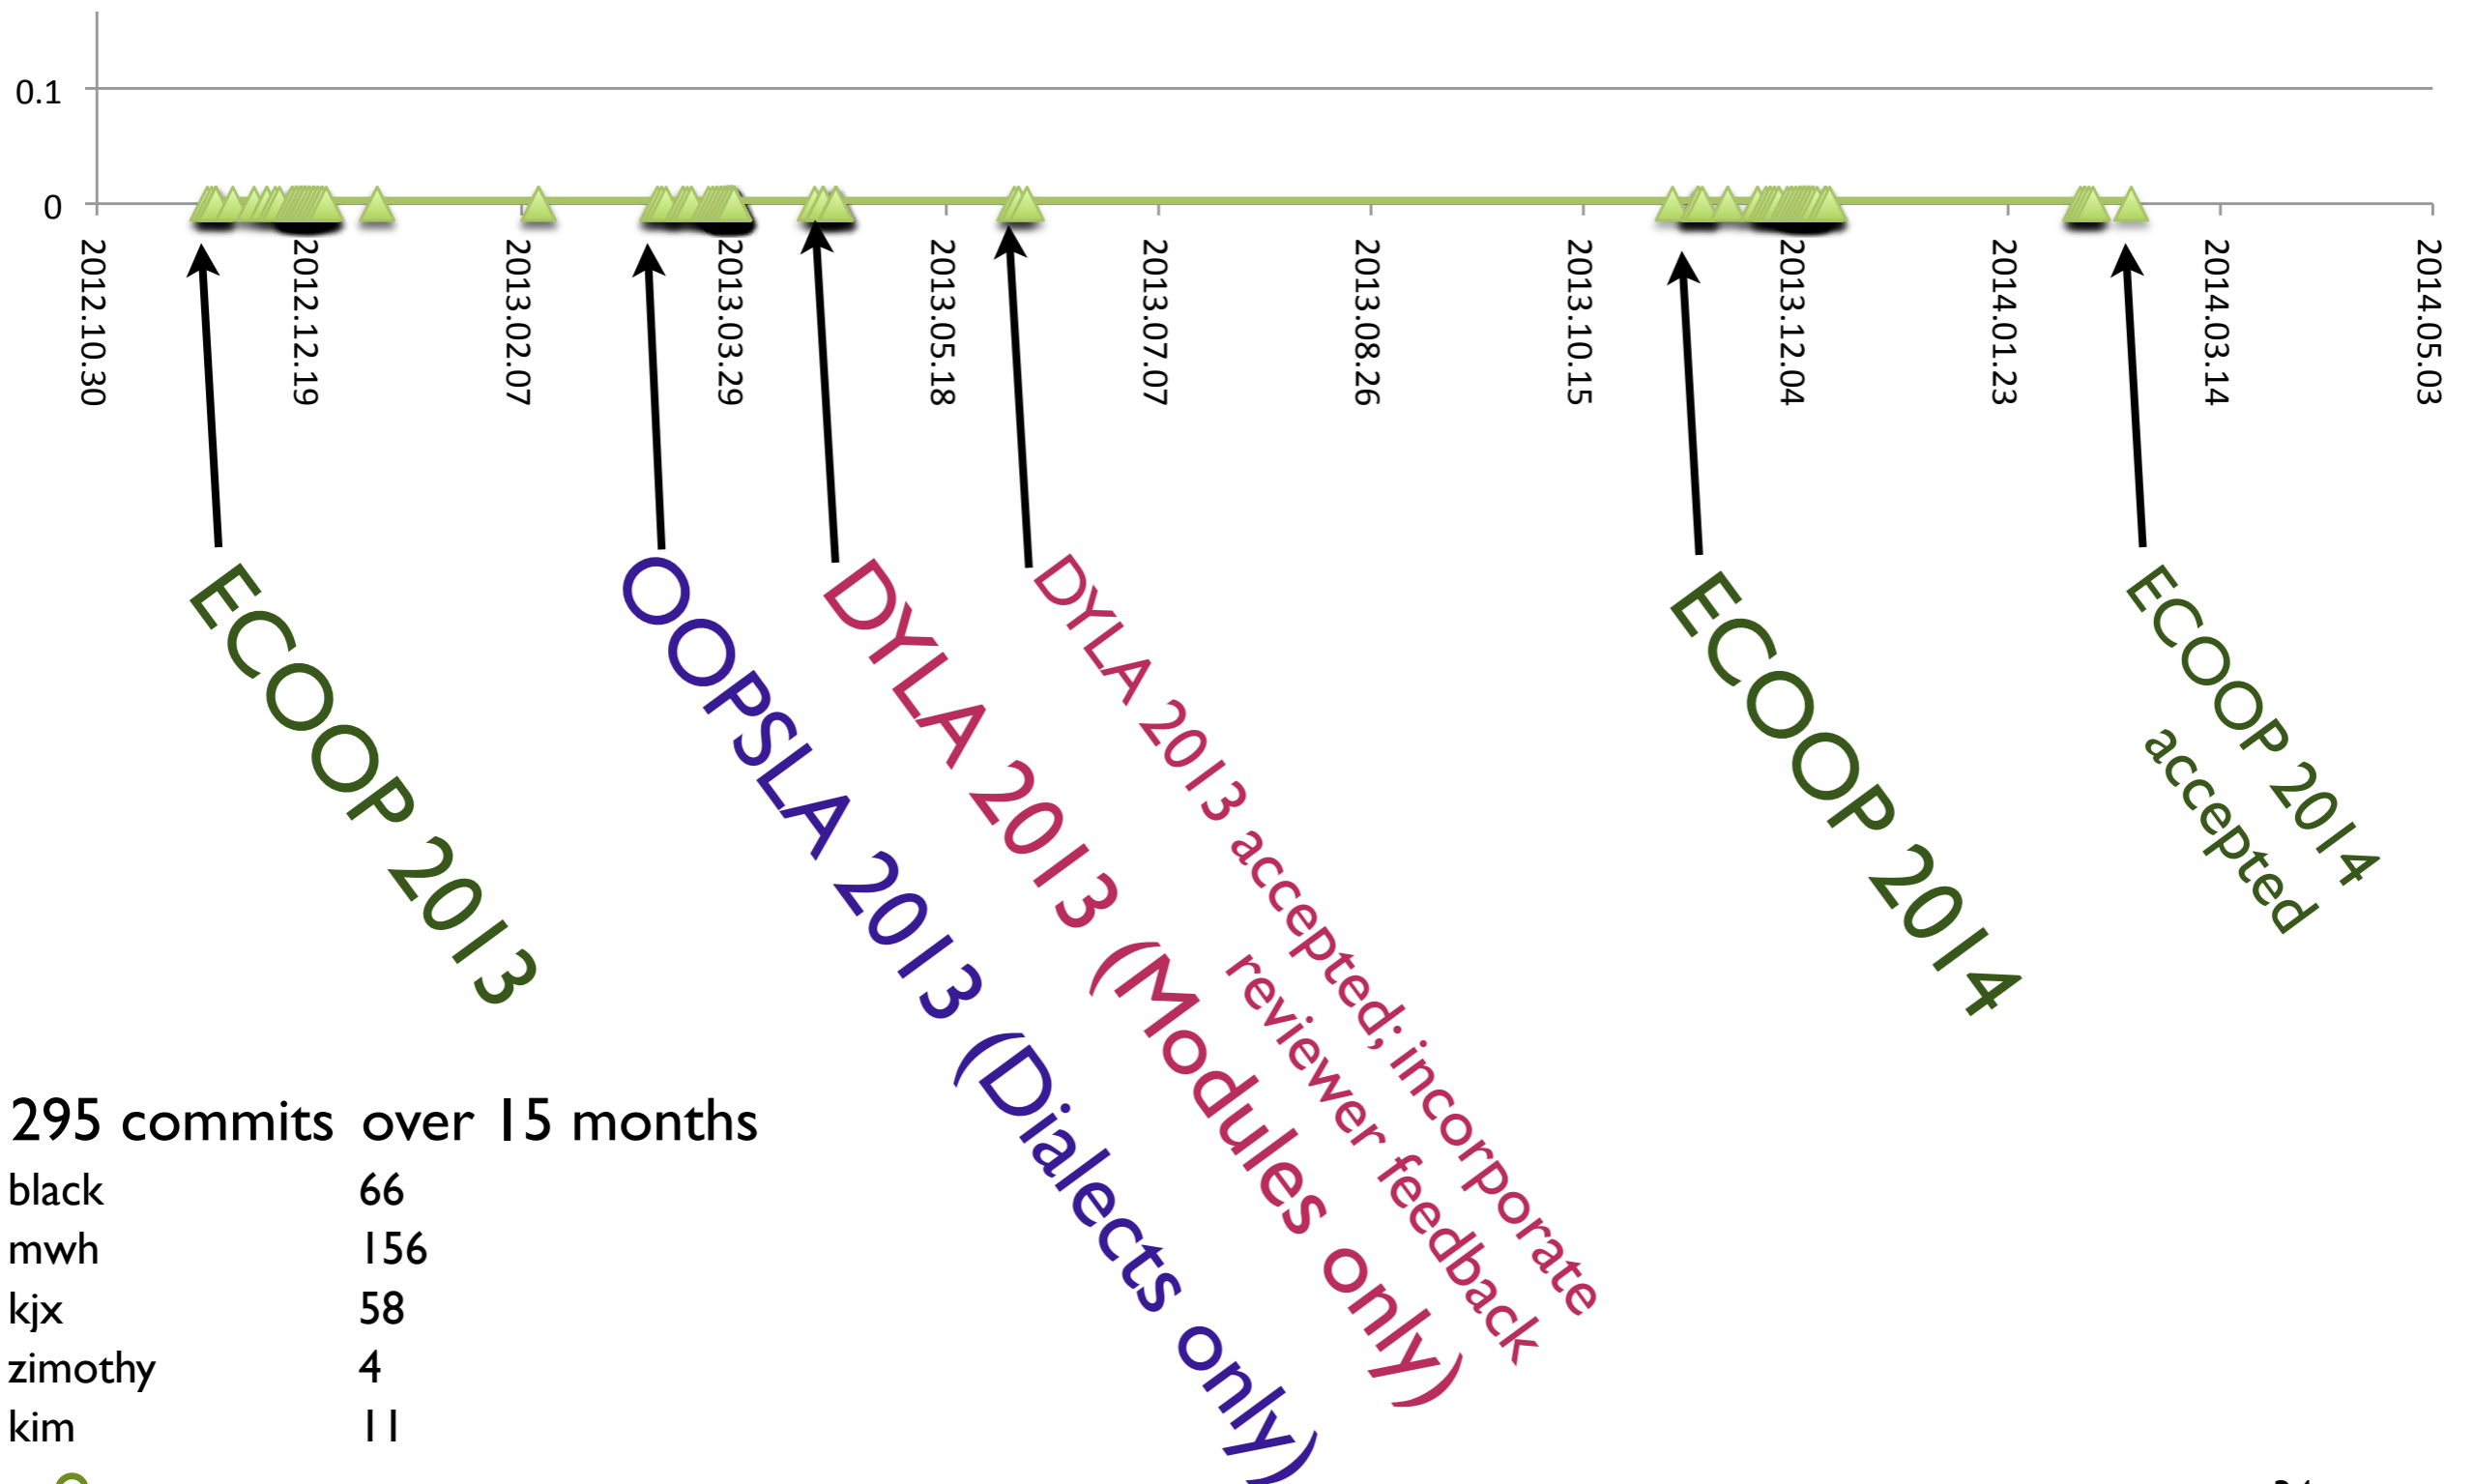 0.1
0
2012.10.30
2012.12.19
2013.02.07
2013.03.29
2013.05.18
2013.07.07
2013.08.26
2013.10.15
2013.12.04
2014.01.23
2014.03.14
2014.05.03
ECOOP 2013
OOPSLA 2013 (Dialects only)
DYLA 2013 (Modules only)
DYLA 2013 accepted; incorporate
reviewer feedback
ECOOP 2014
ECOOP 2014
accepted
295 commits over 15 months
black 66
mwh 156
kjx 58
zimothy 4
kim 11